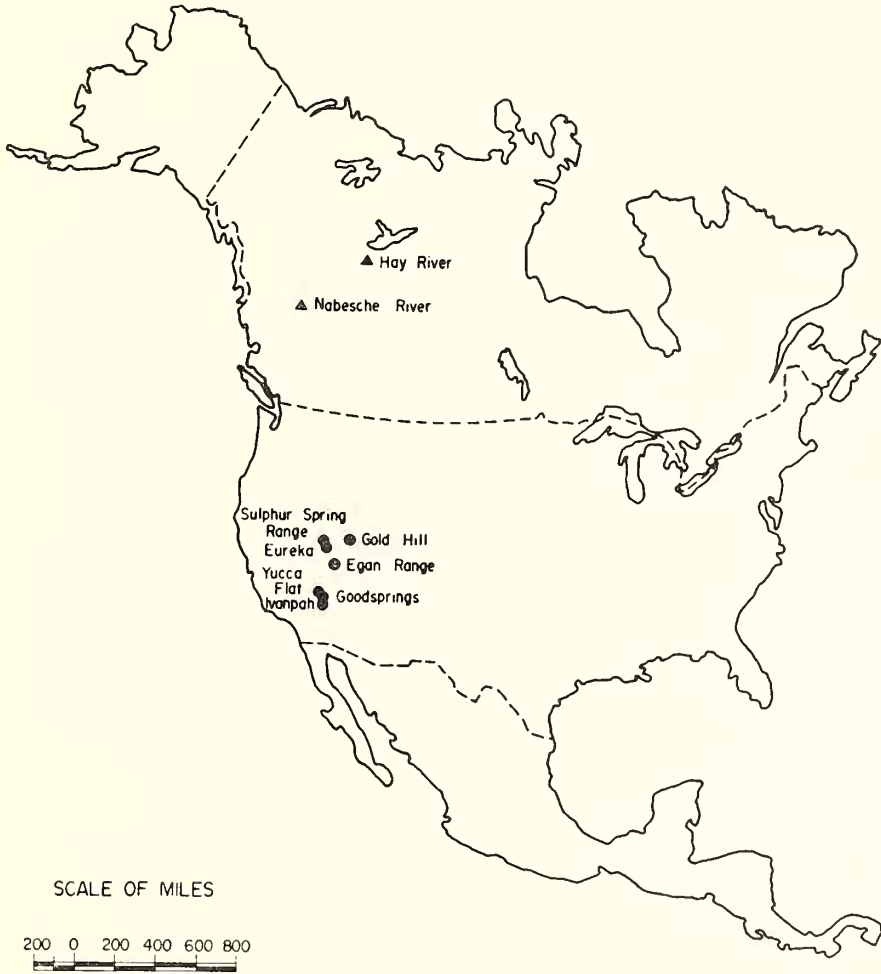 Hay River
Nabesche River
Sulphur Spring
Range
Gold Hill
Eureka
Egan Range
Yucca
Flat
Goodsprings
Ivanpah
SCALE OF MILES
200 0 200 400 600 800